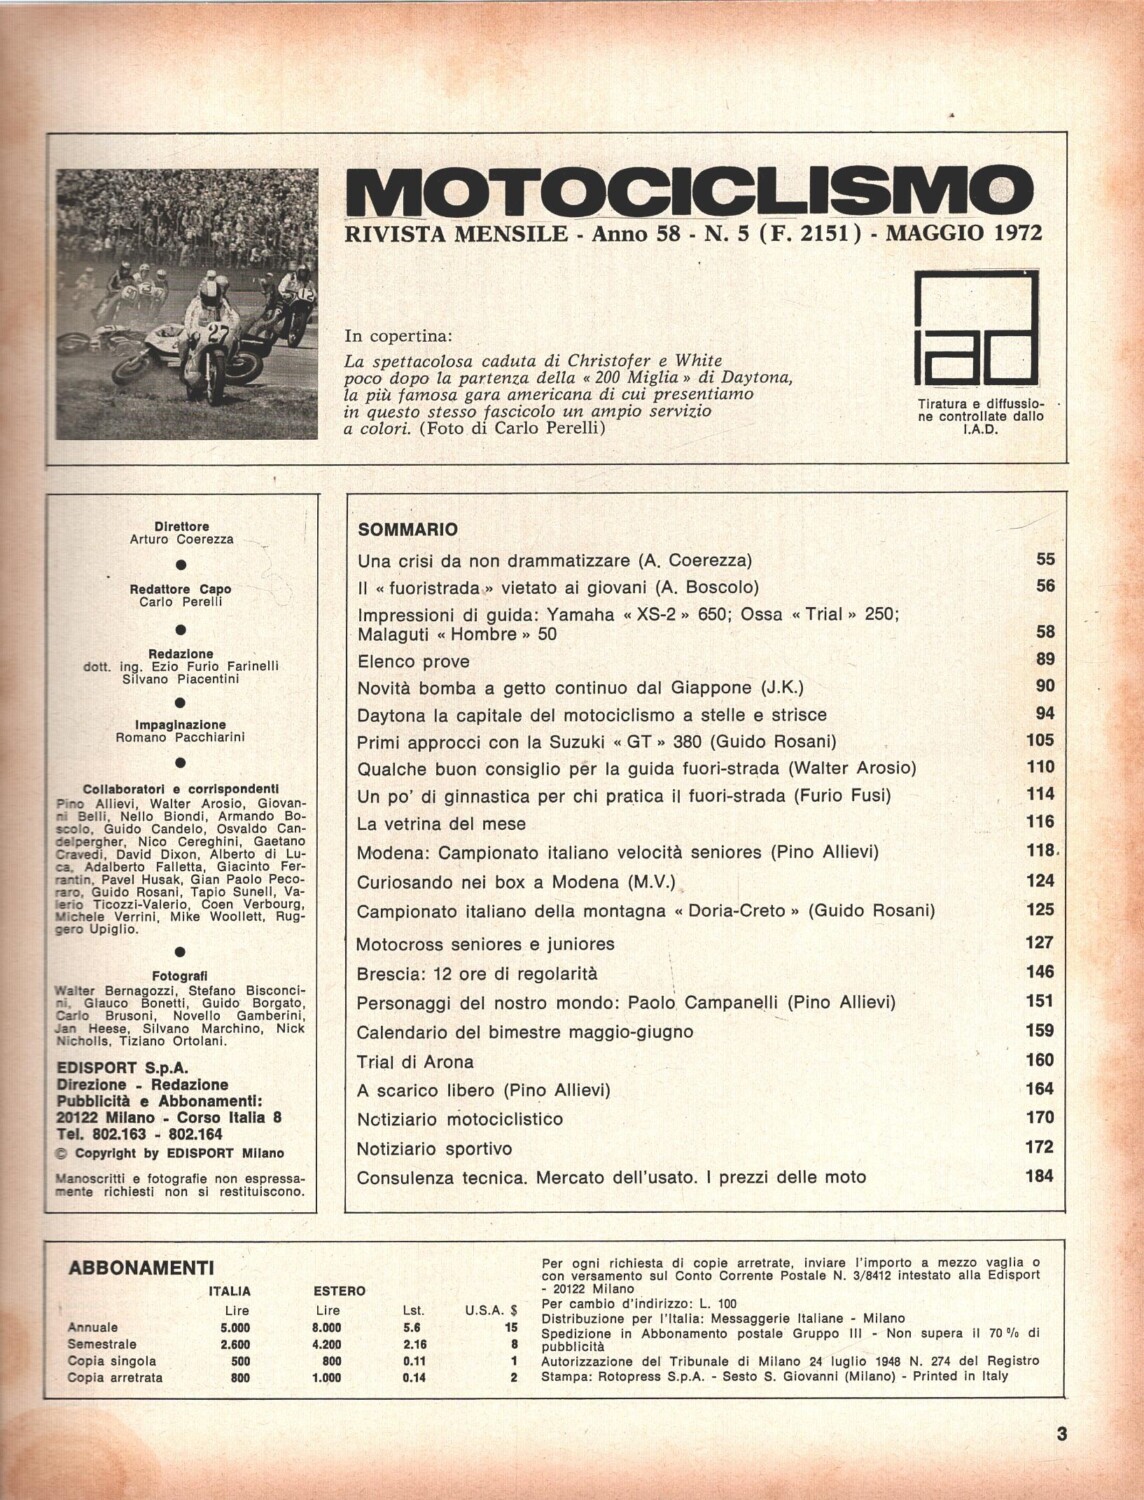 MOTOCICLISMO
RIVISTA MENSILE - Anno 58 - N. 5 (F. 2151) - MAGGIO 1972
27
12
In copertina:
La spettacolosa caduta di Christofer e White
poco dopo la partenza della « 200 Miglia » di Daytona,
la più famosa gara americana di cui presentiamo
in questo stesso fascicolo un ampio servizio
a colori. (Foto di Carlo Perelli)
iad
Tiratura e diffusio-
ne controllate dallo
I.A.D.
Direttore
Arturo Coerezza
Redattore Capo
Carlo Perelli
Redazione
dott. ing. Ezio Furio Farinelli
Silvano Piacentini
Impaginazione
Romano Pacchiarini
Collaboratori e corrispondenti
Pino Allievi, Walter Arosio, Giovan-
ni Belli, Nello Biondi, Armando Bo-
scolo, Guido Candelo, Osvaldo Can-
delpergher, Nico Cereghini, Gaetano
Cravedi, David Dixon, Alberto di Lu-
ca, Adalberto Falletta, Giacinto Fer-
rantin, Pavel Husak, Gian Paolo Peco-
raro, Guido Rosani, Tapio Sunell, Va-
lerio Ticozzi-Valerio, Coen Verbourg,
Michele Verrini, Mike Woollett, Rug-
gero Upiglio.
Fotografi
Walter Bernagozzi, Stefano Bisconci-
ni, Glauco Bonetti, Guido Borgato,
Carlo Brusoni, Novello Gamberini,
Jan Heese, Silvano Marchino, Nick
Nicholls, Tiziano Ortolani.
EDISPORT S.p.A.
Direzione - Redazione
Pubblicità e Abbonamenti:
20122 Milano - Corso Italia 8
Tel. 802.163 - 802.164
© Copyright by EDISPORT Milano
Manoscritti e fotografie non espressa-
mente richiesti non si restituiscono.
SOMMARIO
Una crisi da non drammatizzare (A. Coerezza) 55
Il « fuoristrada » vietato ai giovani (A. Boscolo) 56
Impressioni di guida: Yamaha « XS-2 » 650; Ossa « Trial » 250;
Malaguti « Hombre » 50 58
Elenco prove 89
Novità bomba a getto continuo dal Giappone (J.K.) 90
Daytona la capitale del motociclismo a stelle e strisce 94
Primi approcci con la Suzuki « GT » 380 (Guido Rosani) 105
Qualche buon consiglio per la guida fuori-strada (Walter Arosio) 110
Un po' di ginnastica per chi pratica il fuori-strada (Furio Fusi) 114
La vetrina del mese 116
Modena: Campionato italiano velocità seniores (Pino Allievi) 118
Curiosando nei box a Modena (M.V.) 124
Campionato italiano della montagna « Doria-Creto » (Guido Rosani) 125
Motocross seniores e juniores 127
Brescia: 12 ore di regolarità 146
Personaggi del nostro mondo: Paolo Campanelli (Pino Allievi) 151
Calendario del bimestre maggio-giugno 159
Trial di Arona 160
A scarico libero (Pino Allievi) 164
Notiziario motociclistico 170
Notiziario sportivo 172
Consulenza tecnica. Mercato dell'usato. I prezzi delle moto 184
ABBONAMENTI
ITALIA ESTERO
Lire Lire Lst. U.S.A. $
Annuale 5.000 8.000 5.6 15
Semestrale 2.600 4.200 2.16 8
Copia singola 500 800 0.11 1
Copia arretrata 800 1.000 0.14 2
Per ogni richiesta di copie arretrate, inviare l'importo a mezzo vaglia o
con versamento sul Conto Corrente Postale N. 3/8412 intestato alla Edisport
- 20122 Milano
Per cambio d'indirizzo: L. 100
Distribuzione per l'Italia: Messaggerie Italiane - Milano
Spedizione in Abbonamento postale Gruppo III - Non supera il 70 % di
pubblicità
Autorizzazione del Tribunale di Milano 24 luglio 1948 N. 274 del Registro
Stampa: Rotopress S.p.A. - Sesto S. Giovanni (Milano) - Printed in Italy
3